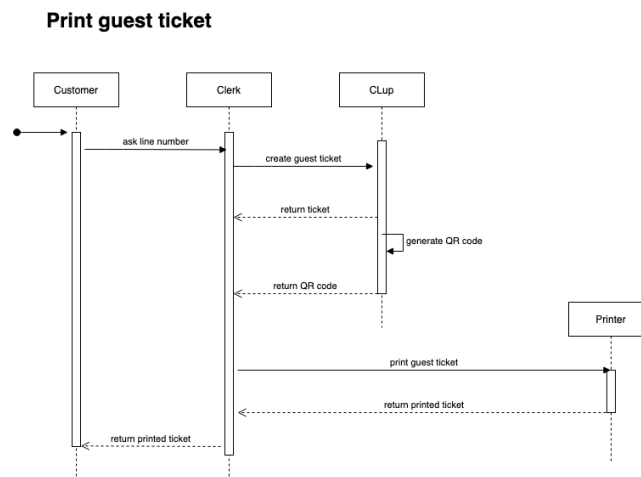 Print guest ticket
Customer
Clerk
CLup
ask line number
create guest ticket
return ticket
generate QR code
return QR code
Printer
print guest ticket
return printed ticket
return printed ticket